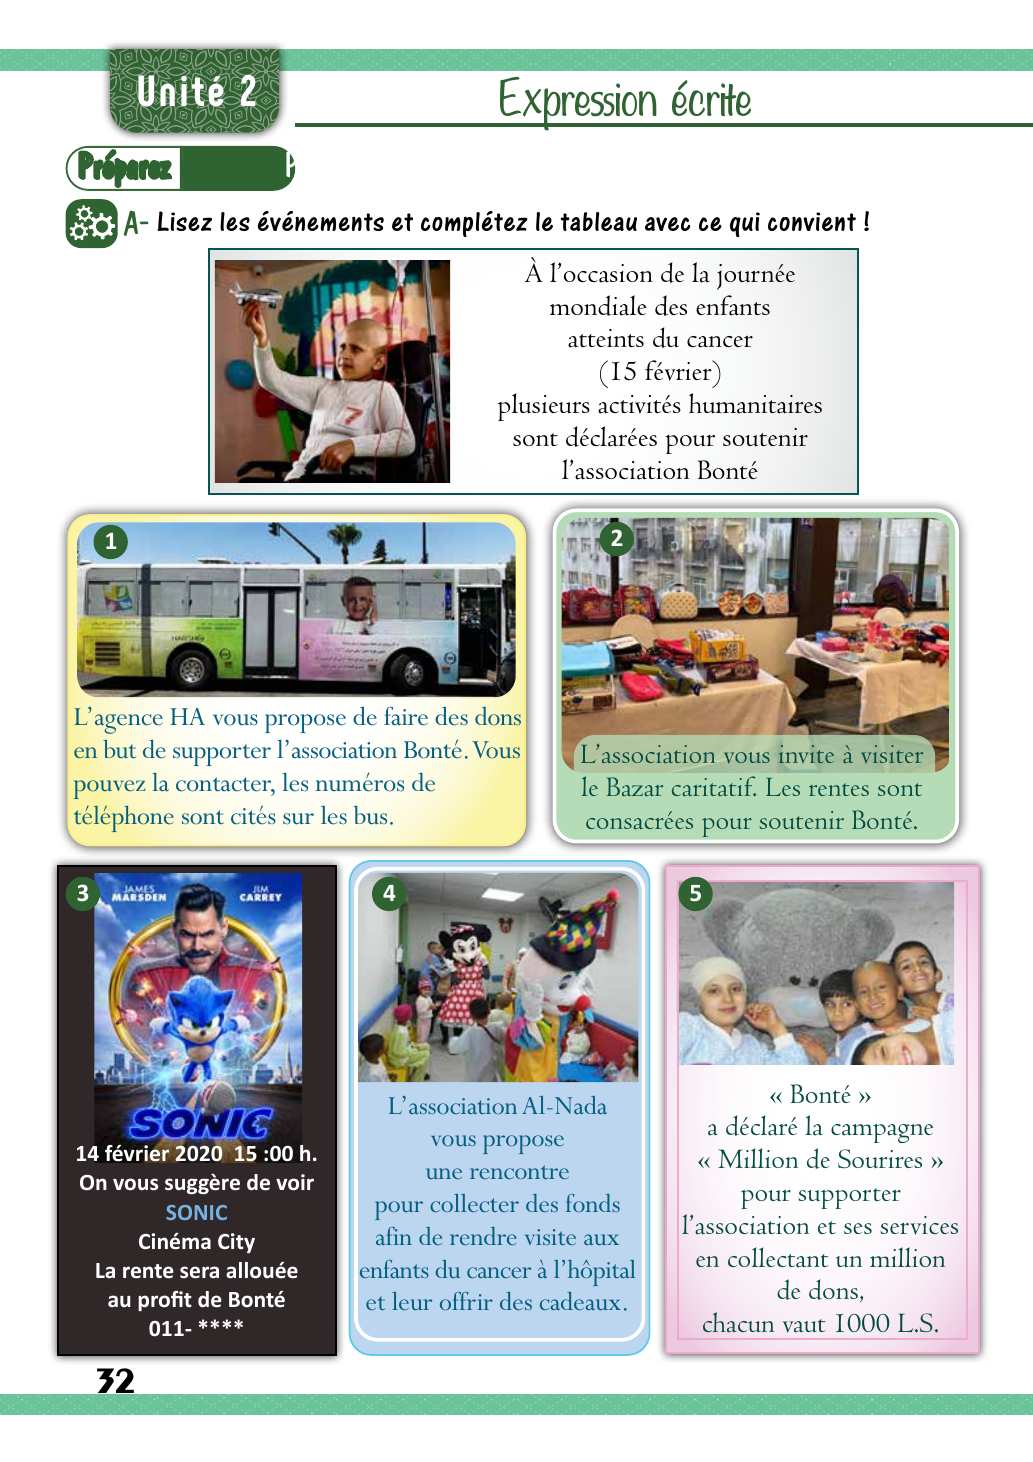 Unité 2
Expression écrite
Préparez
P
A- Lisez les événements et complétez le tableau avec ce qui convient !
À l'occasion de la journée
mondiale des enfants
atteints du cancer
(15 février)
plusieurs activités humanitaires
sont déclarées pour soutenir
l'association Bonté
7
1
L'agence HA vous propose de faire des dons
en but de supporter l'association Bonté. Vous
pouvez la contacter, les numéros de
téléphone sont cités sur les bus.
2
L'association vous invite à visiter
le Bazar caritatif. Les rentes sont
consacrées pour soutenir Bonté.
3
JAMES MARSDEN
JIM CARREY
SONIC
14 février 2020 15 :00 h.
On vous suggère de voir
SONIC
Cinéma City
La rente sera allouée
au profit de Bonté
011- ****
4
L'association Al-Nada
vous propose
une rencontre
pour collecter des fonds
afin de rendre visite aux
enfants du cancer à l'hôpital
et leur offrir des cadeaux.
5
« Bonté »
a déclaré la campagne
« Million de Sourires »
pour supporter
l'association et ses services
en collectant un million
de dons,
chacun vaut 1000 L.S.
32